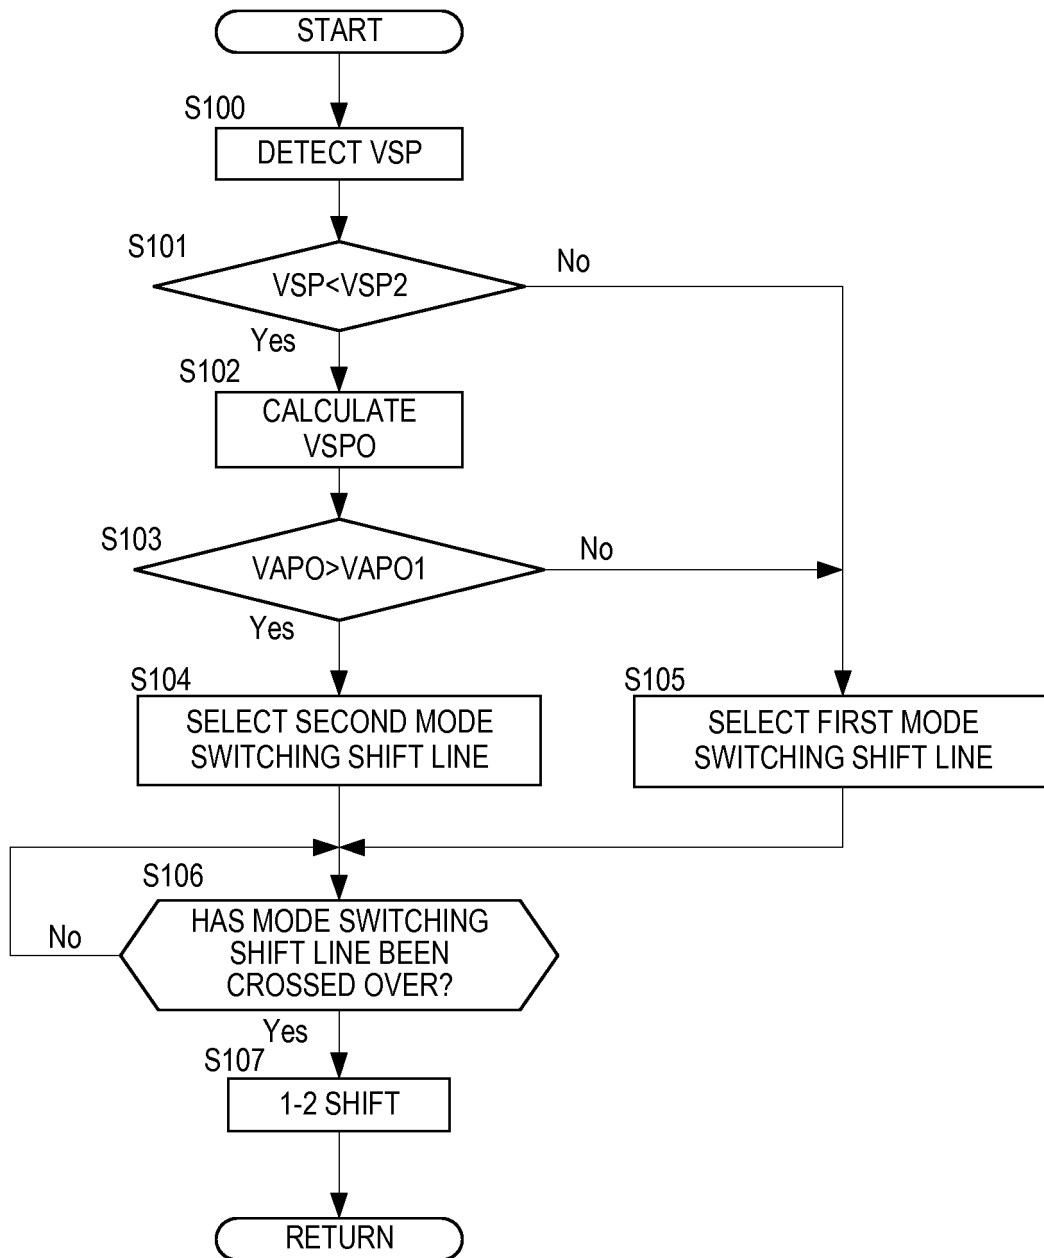 START
S100
DETECT VSP
S101
VSP<VSP2
No
Yes
S102
CALCULATE
VSPO
S103
VAPO>VAPO1
No
Yes
S104
SELECT SECOND MODE
SWITCHING SHIFT LINE
S105
SELECT FIRST MODE
SWITCHING SHIFT LINE
S106
HAS MODE SWITCHING
SHIFT LINE BEEN
CROSSED OVER?
No
Yes
S107
1-2 SHIFT
RETURN